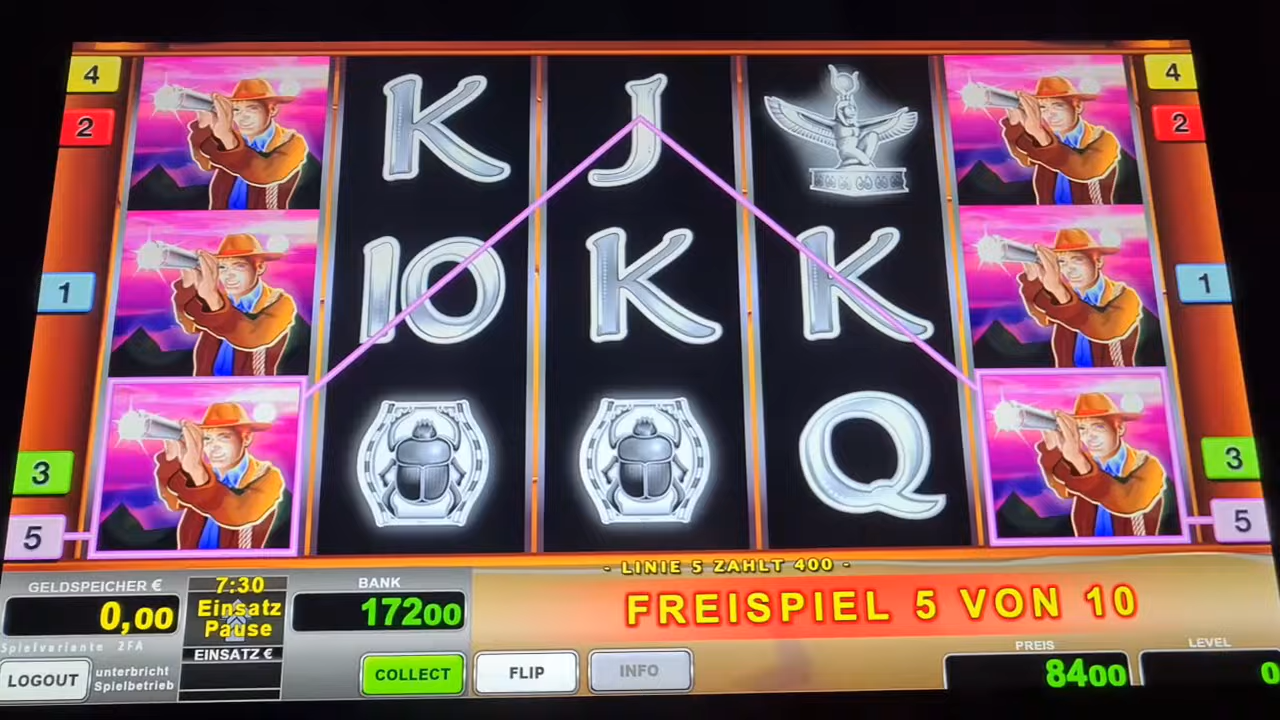 4
4
K
J
2
2
10
K
K
1
1
Q
3
3
5
5
- LINIE 5 ZAHLT 400 -
GELDSPEICHER €
7:30
BANK
0,00
Einsatz
17200
FREISPIEL 5 VON 10
Pause
Spielvariante 2FA
EINSATZ €
PREIS
LEVEL
LOGOUT
unterbricht
Spielbetrieb
COLLECT
FLIP
INFO
8400
0